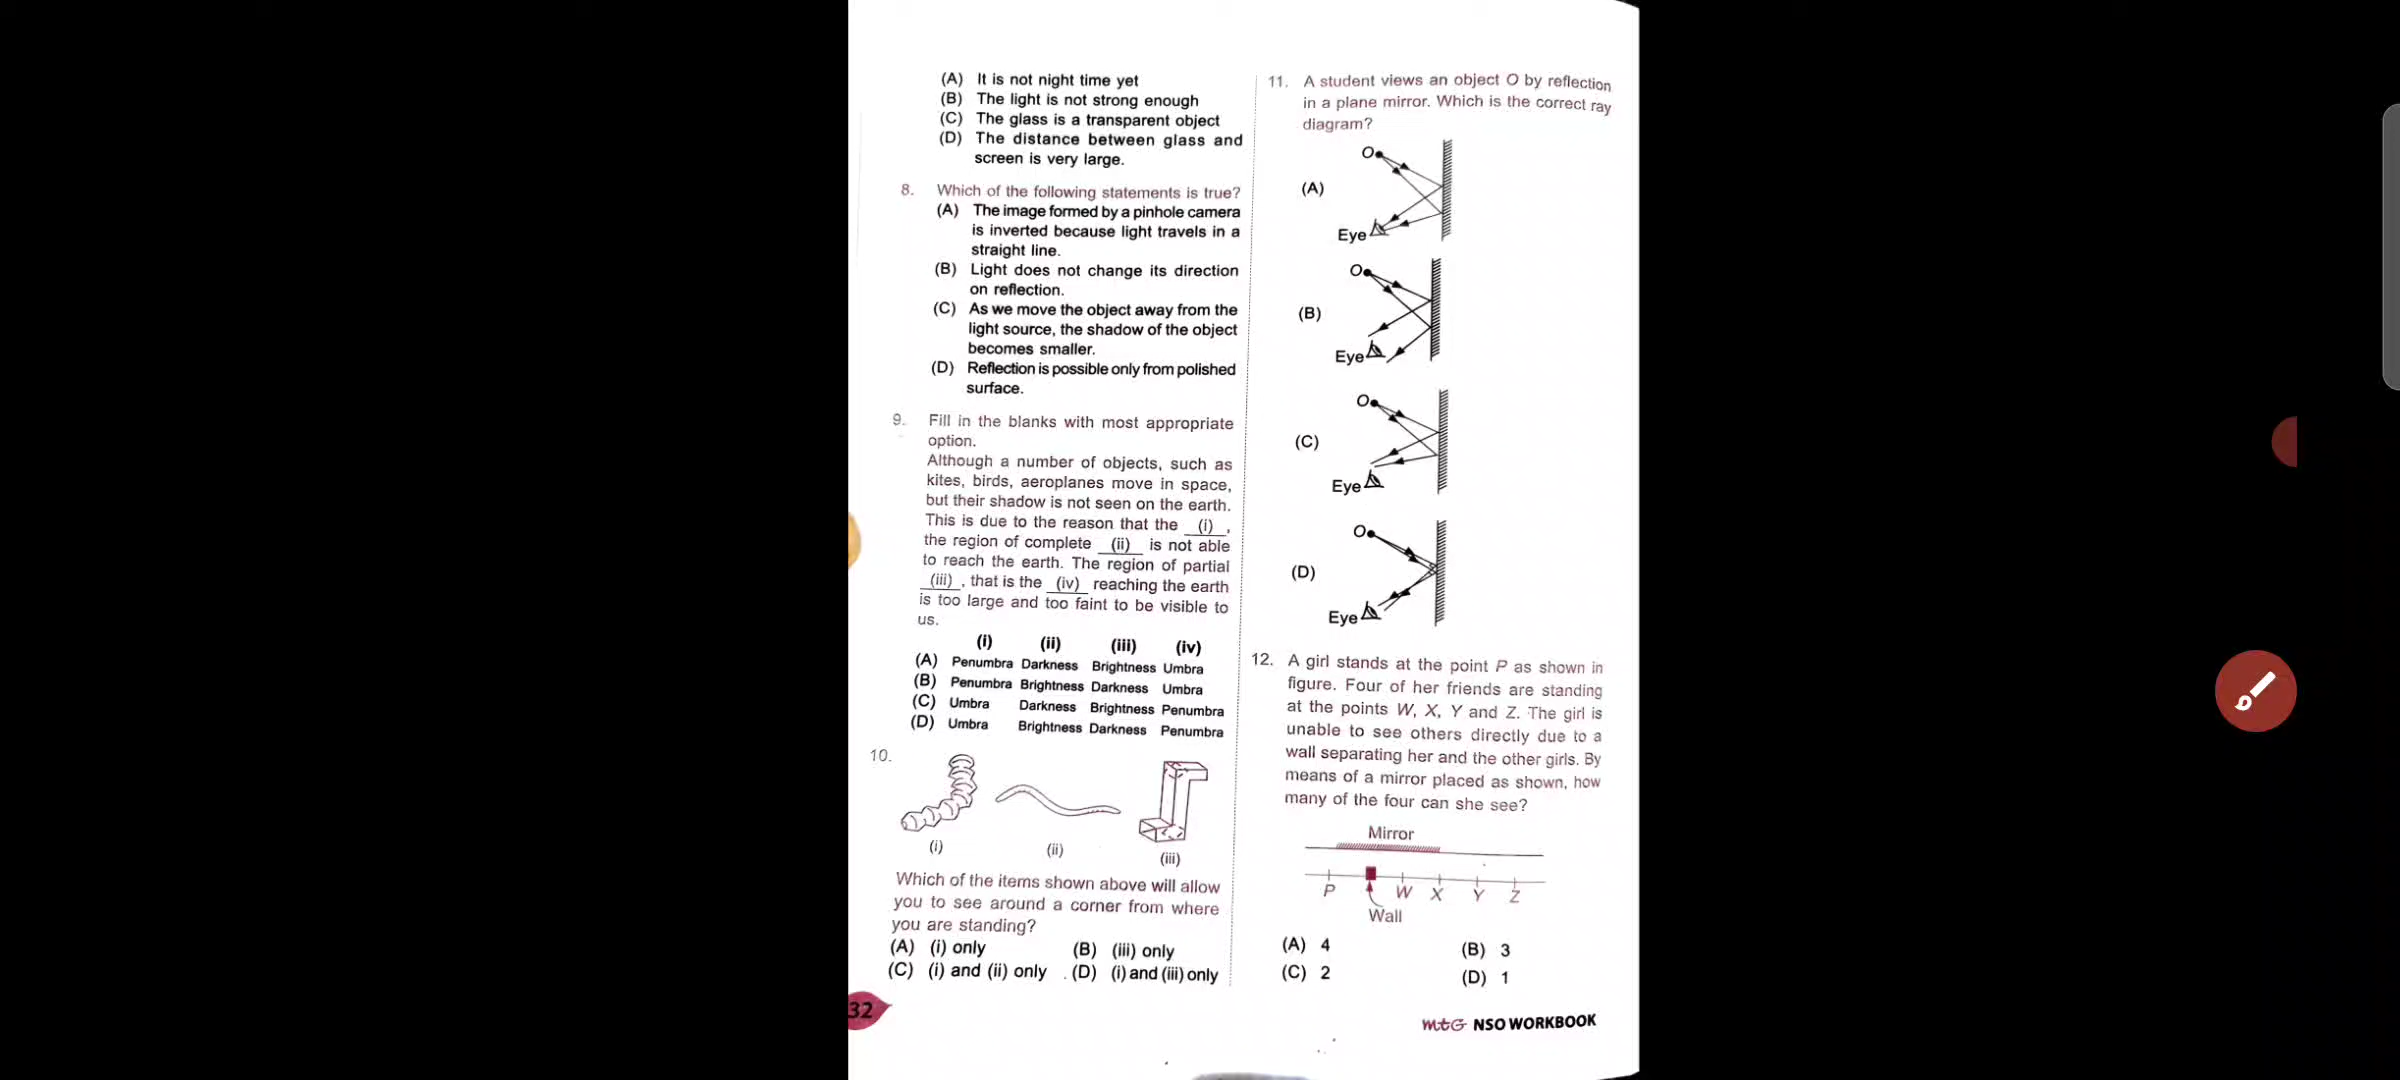 (A) It is not night time yet
(B) The light is not strong enough
(C) The glass is a transparent object
(D) The distance between glass and
screen is very large.
8. Which of the following statements is true?
(A) The image formed by a pinhole camera
is inverted because light travels in a
straight line.
(B) Light does not change its direction
on reflection.
(C) As we move the object away from the
light source, the shadow of the object
becomes smaller.
(D) Reflection is possible only from polished
surface.
9. Fill in the blanks with most appropriate
option.
Although a number of objects, such as
kites, birds, aeroplanes move in space,
but their shadow is not seen on the earth.
This is due to the reason that the (i),
the region of complete (ii) is not able
to reach the earth. The region of partial
(iii), that is the (iv) reaching the earth
is too large and too faint to be visible to
us.
(i) (ii) (iii) (iv)
(A) Penumbra Darkness Brightness Umbra
(B) Penumbra Brightness Darkness Umbra
(C) Umbra Darkness Brightness Penumbra
(D) Umbra Brightness Darkness Penumbra
10.
(i) (ii) (iii)
Which of the items shown above will allow
you to see around a corner from where
you are standing?
(A) (i) only (B) (iii) only
(C) (i) and (ii) only (D) (i) and (iii) only
32
11. A student views an object O by reflection
in a plane mirror. Which is the correct ray
diagram?
O
(A)
Eye
O
(B)
Eye
O
(C)
Eye
O
(D)
Eye
12. A girl stands at the point P as shown in
figure. Four of her friends are standing
at the points W, X, Y and Z. The girl is
unable to see others directly due to a
wall separating her and the other girls. By
means of a mirror placed as shown, how
many of the four can she see?
Mirror
P W X Y Z
Wall
(A) 4 (B) 3
(C) 2 (D) 1
mtG NSO WORKBOOK